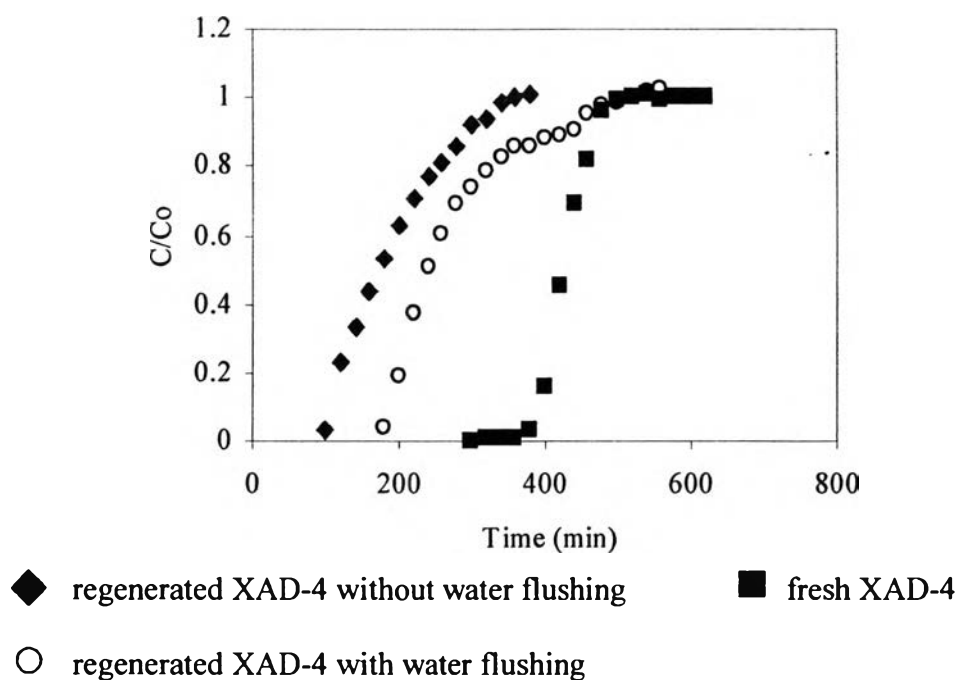 1.2
1
0.8
0.6
0.4
0.2
0
C/Co
0 200 400 600 800
Time (min)
regenerated XAD-4 without water flushing
fresh XAD-4
regenerated XAD-4 with water flushing